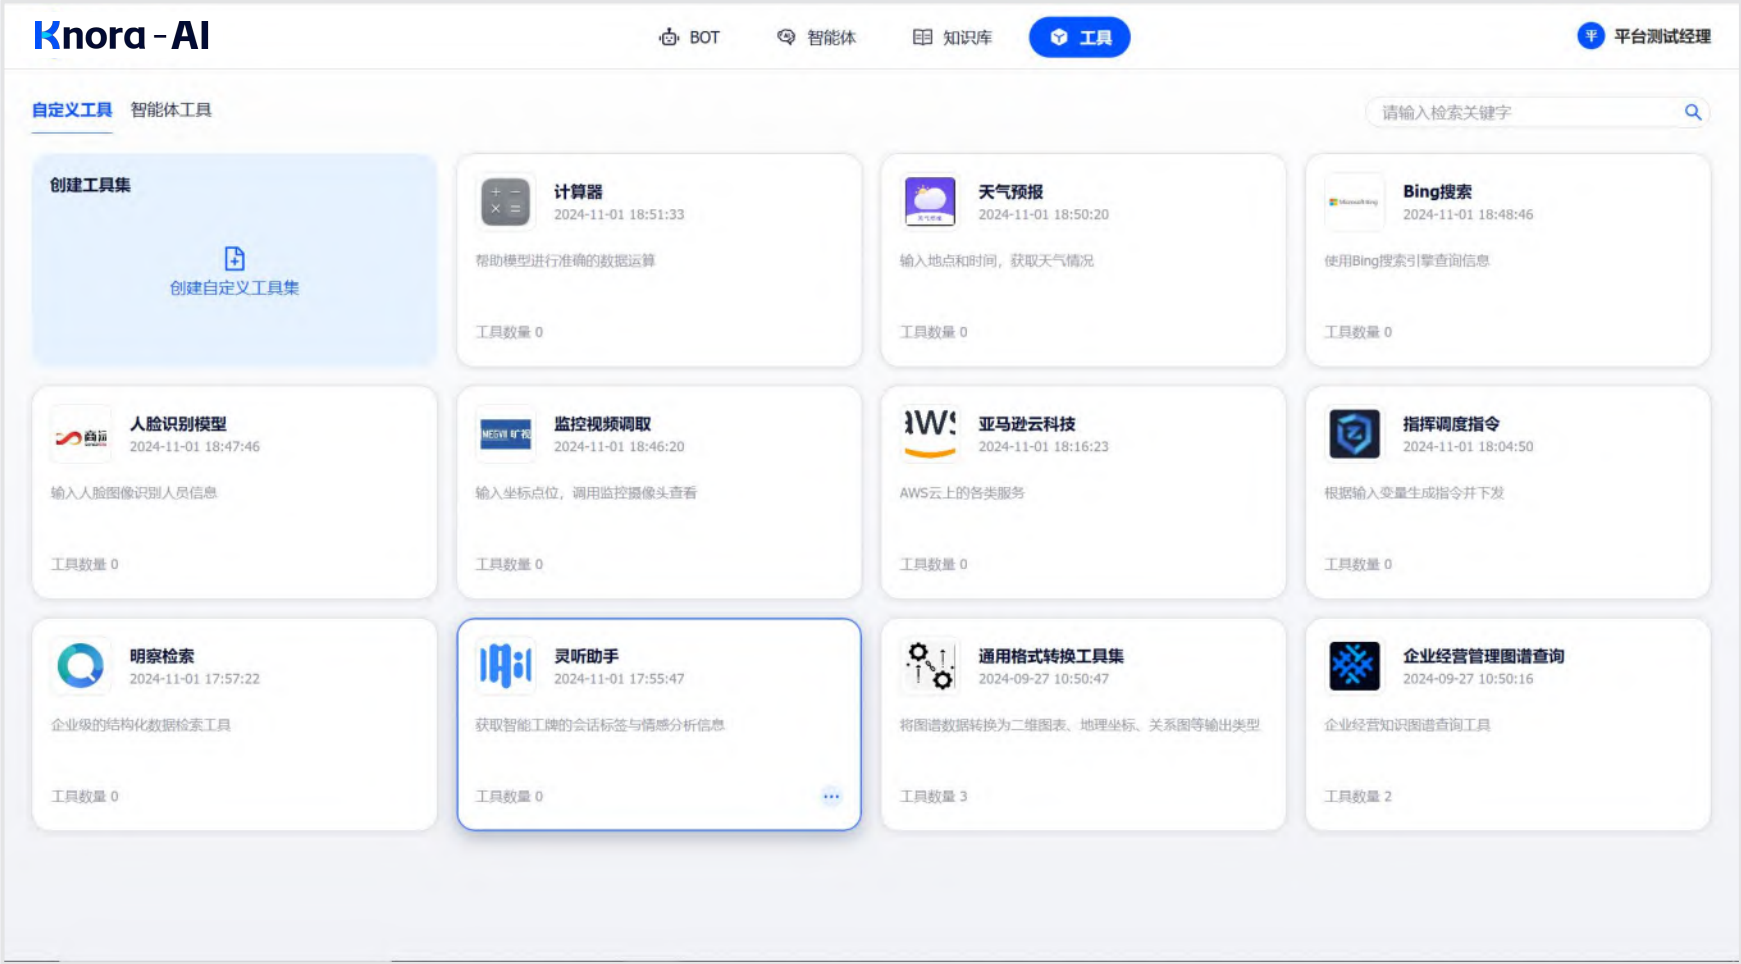 Knora-AI
BOT 智能体 知识库 工具
平 平台测试经理
自定义工具 智能体工具
请输入检索关键字
创建工具集
创建自定义工具集
计算器
2024-11-01 18:51:33
帮助模型进行准确的数据运算
工具数量 0
天气预报
2024-11-01 18:50:20
输入地点和时间，获取天气情况
工具数量 0
Microsoft Bing
Bing搜索
2024-11-01 18:48:46
使用Bing搜索引擎查询信息
工具数量 0
人脸识别模型
2024-11-01 18:47:46
输入人脸图像识别人员信息
工具数量 0
MEGVII 旷视
监控视频调取
2024-11-01 18:46:20
输入坐标点位，调用监控摄像头查看
工具数量 0
aws
亚马逊云科技
2024-11-01 18:16:23
AWS云上的各类服务
工具数量 0
指挥调度指令
2024-11-01 18:04:50
根据输入变量生成指令并下发
工具数量 0
明察检索
2024-11-01 17:57:22
企业级的结构化数据检索工具
工具数量 0
灵听助手
2024-11-01 17:55:47
获取智能工牌的会话标签与情感分析信息
工具数量 0
通用格式转换工具集
2024-09-27 10:50:47
将图谱数据转换为二维图表、地理坐标、关系图等输出类型
工具数量 3
企业经营管理图谱查询
2024-09-27 10:50:16
企业经营知识图谱查询工具
工具数量 2